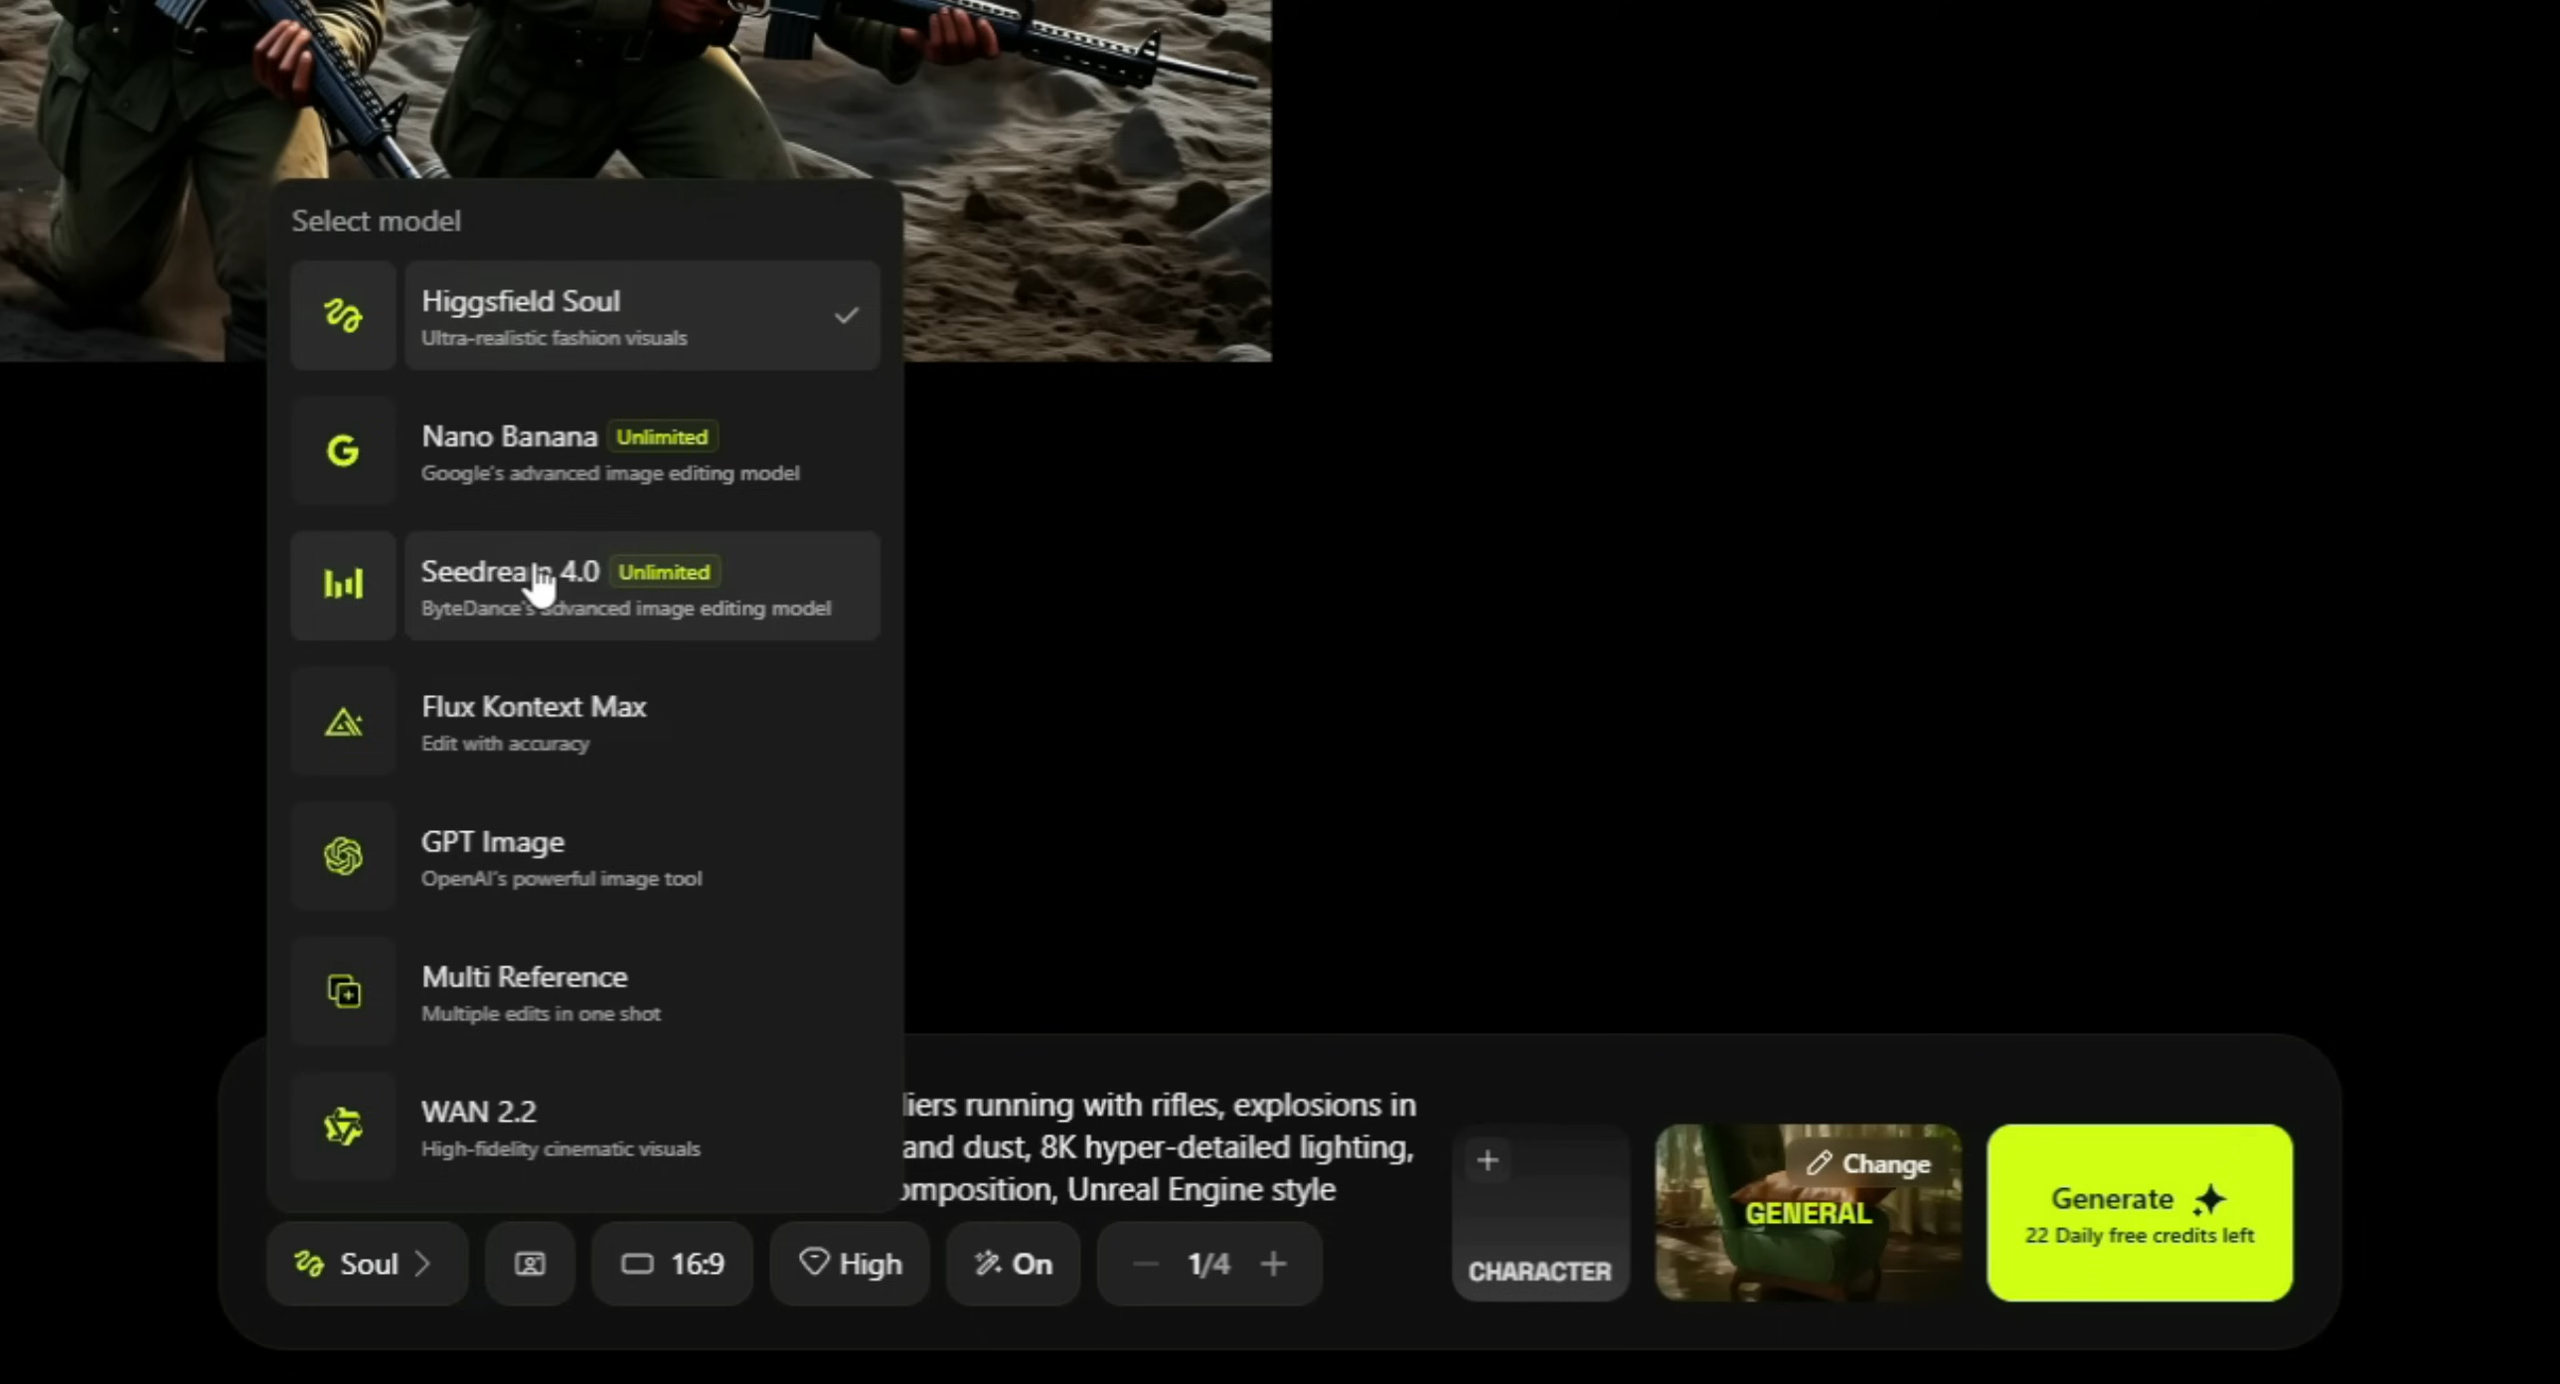 Select model
Higgsfield Soul
Ultra-realistic fashion visuals
Nano Banana Unlimited
Google's advanced image editing model
Seedream 4.0 Unlimited
ByteDance's advanced image editing model
Flux Kontext Max
Edit with accuracy
GPT Image
OpenAI's powerful image tool
Multi Reference
Multiple edits in one shot
WAN 2.2
High-fidelity cinematic visuals
running with rifles, explosions in
and dust, 8K hyper-detailed lighting,
Unreal Engine style
Soul
16:9
High
On
1/4
CHARACTER
Change
GENERAL
Generate
22 Daily free credits left